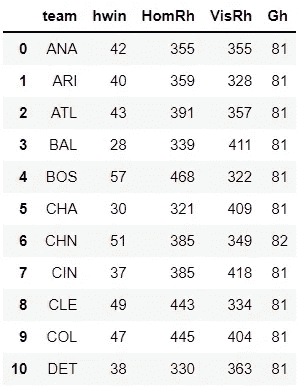 team hwin HomRh VisRh Gh
0 ANA 42 355 355 81
1 ARI 40 359 328 81
2 ATL 43 391 357 81
3 BAL 28 339 411 81
4 BOS 57 468 322 81
5 CHA 30 321 409 81
6 CHN 51 385 349 82
7 CIN 37 385 418 81
8 CLE 49 443 334 81
9 COL 47 445 404 81
10 DET 38 330 363 81